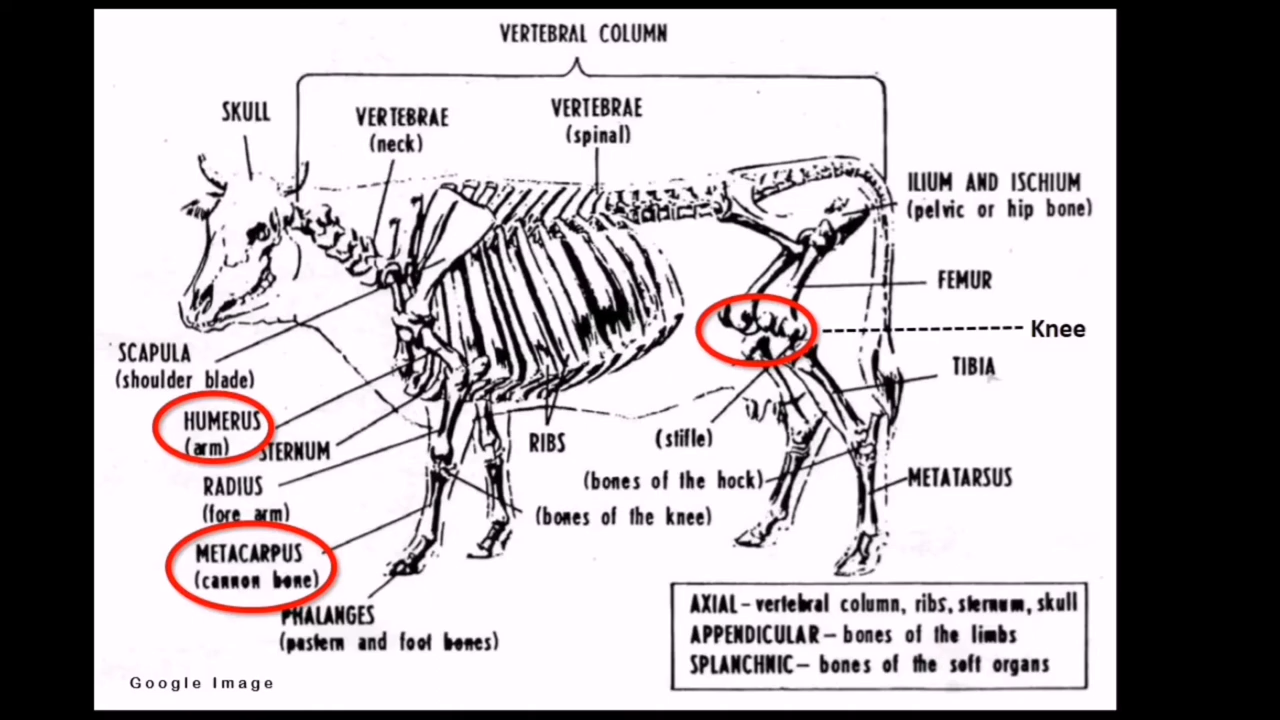 VERTEBRAL COLUMN
SKULL
VERTEBRAE
(neck)
VERTEBRAE
(spinal)
ILIUM AND ISCHIUM
(pelvic or hip bone)
FEMUR
Knee
SCAPULA
(shoulder blade)
TIBIA
HUMERUS
(arm)
STERNUM
RIBS
(stifle)
RADIUS
(fore arm)
(bones of the hock)
METATARSUS
(bones of the knee)
METACARPUS
(cannon bone)
PHALANGES
(pastern and foot bones)
AXIAL – vertebral column, ribs, sternum, skull
APPENDICULAR – bones of the limbs
SPLANCHNIC – bones of the soft organs
Google Image